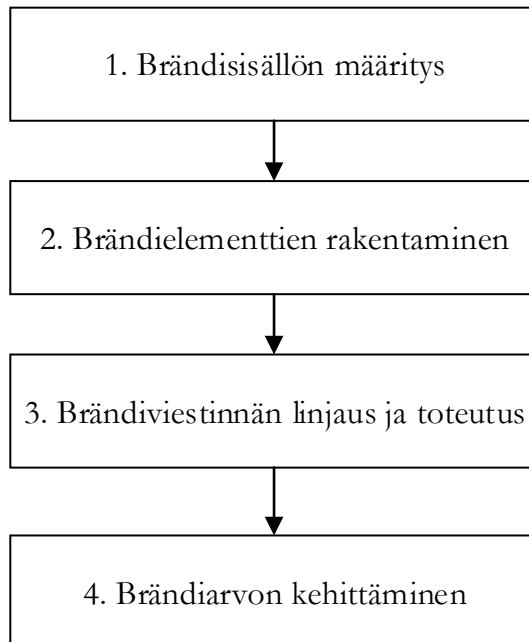 1. Brändisisällön määritys
2. Brändielementtien rakentaminen
3. Brändiviestinnän linjaus ja toteutus
4. Brändiarvon kehittäminen